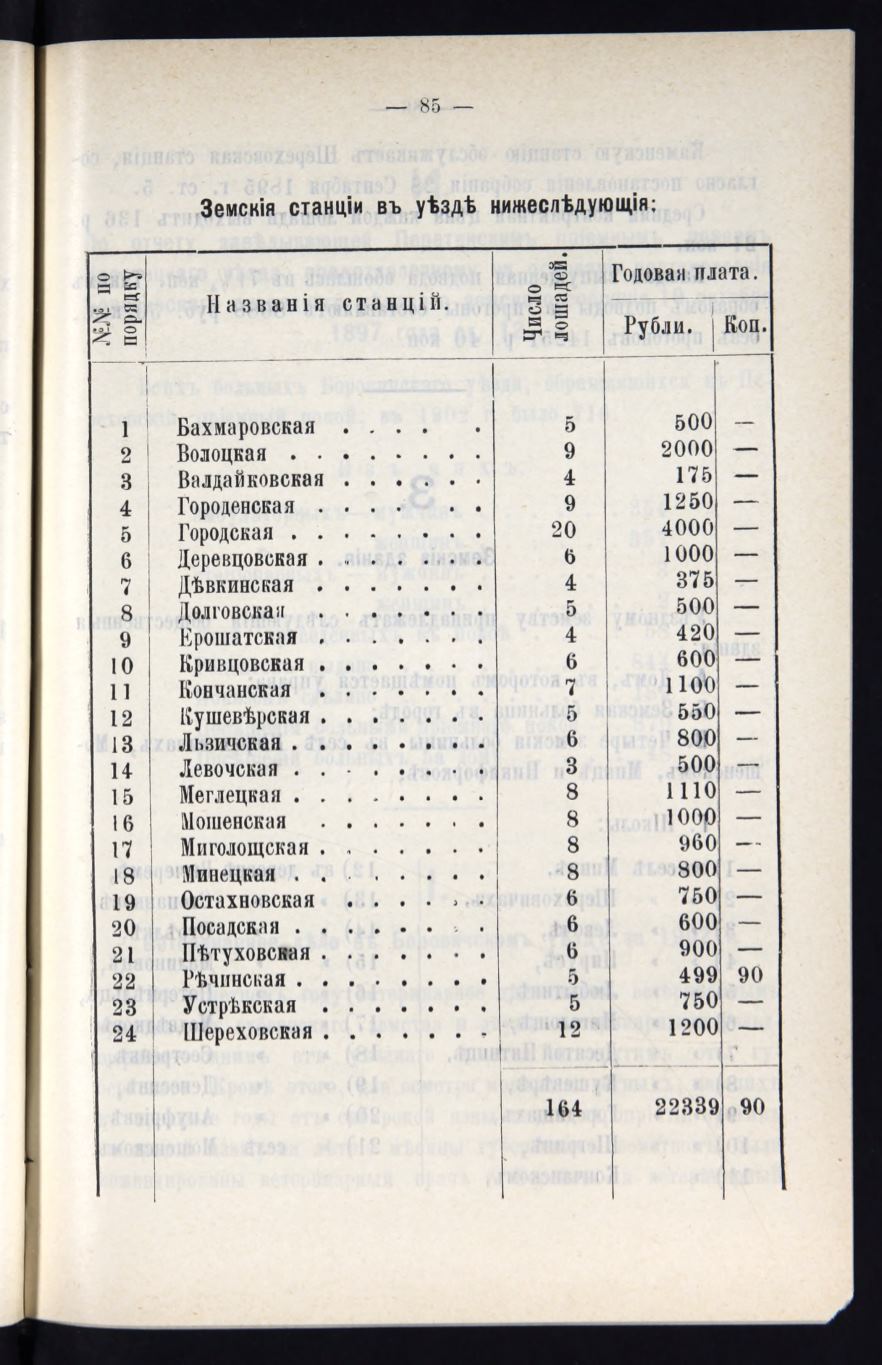 — 85 —
Земскія станціи въ уѣздѣ нижеслѣдующія:
№№ по порядку
Названія станцій.
Число лошадей.
Годовая плата.
Рубли. Коп.
1 Бахмаровская . . . . . 5 500 —
2 Волоцкая . . . . . . . . 9 2000 —
3 Валдайковская . . . . . . 4 175 —
4 Городенская . . . . . . . 9 1250 —
5 Городская . . . . . . . . 20 4000 —
6 Деревцовская . . . . . . . 6 1000 —
7 Дѣвкинская . . . . . . . 4 375 —
8 Долговская . . . . . . . 5 500 —
9 Ерошатская . . . . . . . 4 420 —
10 Кривцовская . . . . . . . 6 600 —
11 Кончанская . . . . . . . 7 1100 —
12 Кушевѣрская . . . . . . . 5 550 —
13 Льзичская . . . . . . . . 6 800 —
14 Левочская . . . . . . . . 3 500 —
15 Меглецкая . . . . . . . . 8 1110 —
16 Мошенская . . . . . . . 8 1000 —
17 Миголощская . . . . . . . 8 960 —
18 Минецкая . . . . . . . . 8 800 —
19 Остахновская . . . . . . 6 750 —
20 Посадская . . . . . . . . 6 600 —
21 Пѣтуховская . . . . . . . 6 900 —
22 Рѣчинская . . . . . . . . 5 499 90
23 Устрѣкская . . . . . . . 5 750 —
24 Шереховская . . . . . . . 12 1200 —
164 22339 90